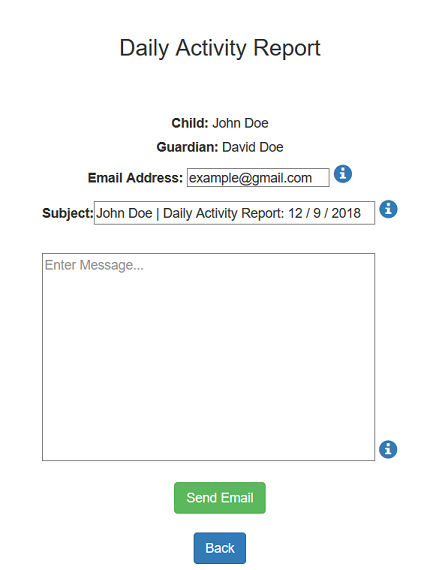 Daily Activity Report
Child: John Doe
Guardian: David Doe
Email Address: example@gmail.com
Subject: John Doe | Daily Activity Report: 12 / 9 / 2018
Enter Message...
Send Email
Back